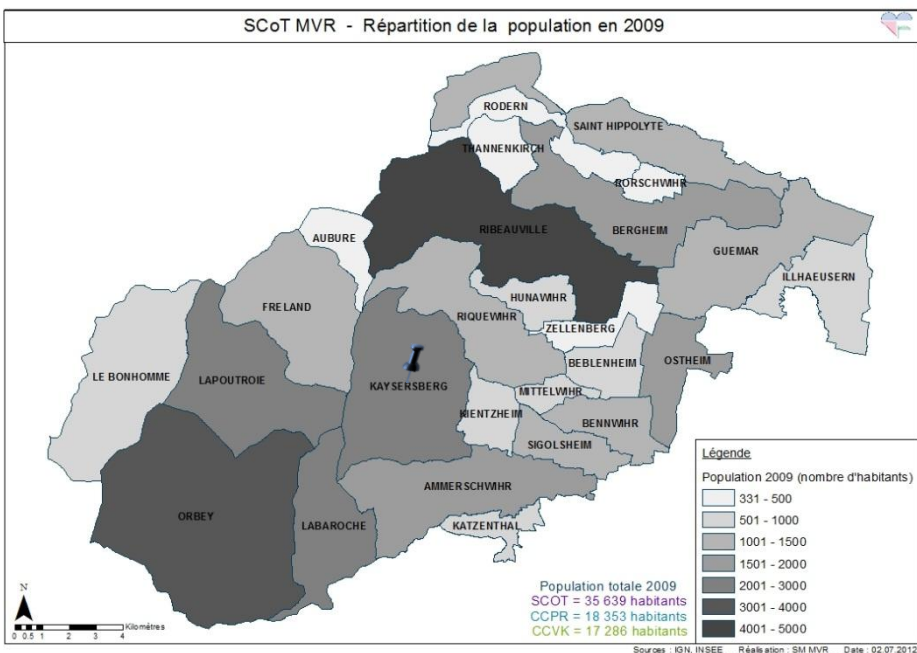 SCoT MVR - Répartition de la population en 2009
RODERN
SAINT HIPPOLYTE
THANNENKIRCH
RORSCHWIHR
RIBEAUVILLE
BERGHEIM
AUBURE
GUEMAR
ILLHAEUSERN
HUNAWIHR
FRELAND
RIQUEWIHR
ZELLENBERG
BEBLENHEIM
OSTHEIM
LE BONHOMME
LAPOUTROIE
KAYSERSBERG
MITTELWIHR
KIENTZHEIM
BENNWIHR
SIGOLSHEIM
AMMERSCHWIHR
ORBEY
LABAROCHE
KATZENTHAL
Légende
Population 2009 (nombre d'habitants)
331 - 500
501 - 1000
1001 - 1500
1501 - 2000
2001 - 3000
3001 - 4000
4001 - 5000
Population totale 2009
SCOT = 35 639 habitants
CCPR = 18 353 habitants
CCVK = 17 286 habitants
N
0 0.5 1 2 3 4 Kilomètres
Sources : IGN, INSEE Réalisation : SM MVR Date : 02.07.2012